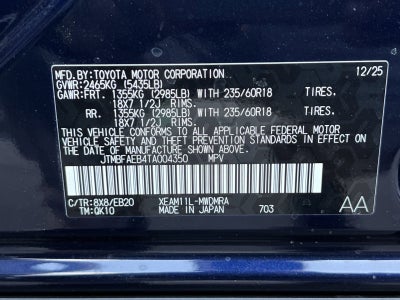 MFD.BY:TOYOTA MOTOR CORPORATION 12/25
GVWR:2465KG (5435LB)
GAWR:FRT. 1355KG (2985LB) WITH 235/60R18 TIRES.
18X7 1/2J RIMS.
RR. 1355KG (2985LB) WITH 235/60R18 TIRES.
18X7 1/2J RIMS.
THIS VEHICLE CONFORMS TO ALL APPLICABLE FEDERAL MOTOR
VEHICLE SAFETY, BUMPER, AND THEFT PREVENTION STANDARDS IN
EFFECT ON THE DATE OF MANUFACTURE SHOWN ABOVE.
JTMBFAEB4TA004350 MPV
C/TR:8X8/EB20 XEAM11L-MWDMRA
TM:QK10 MADE IN JAPAN 703 AA